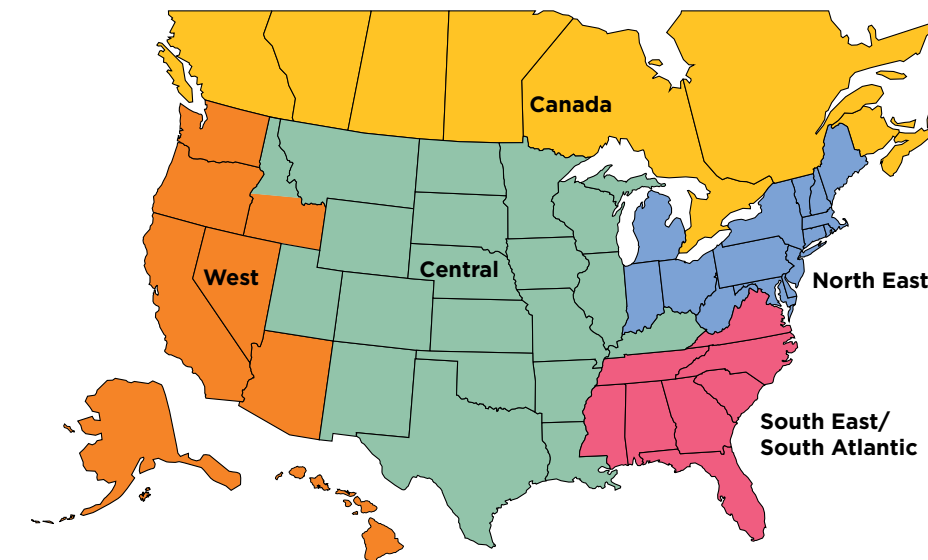 Canada
West
Central
North East
South East/
South Atlantic